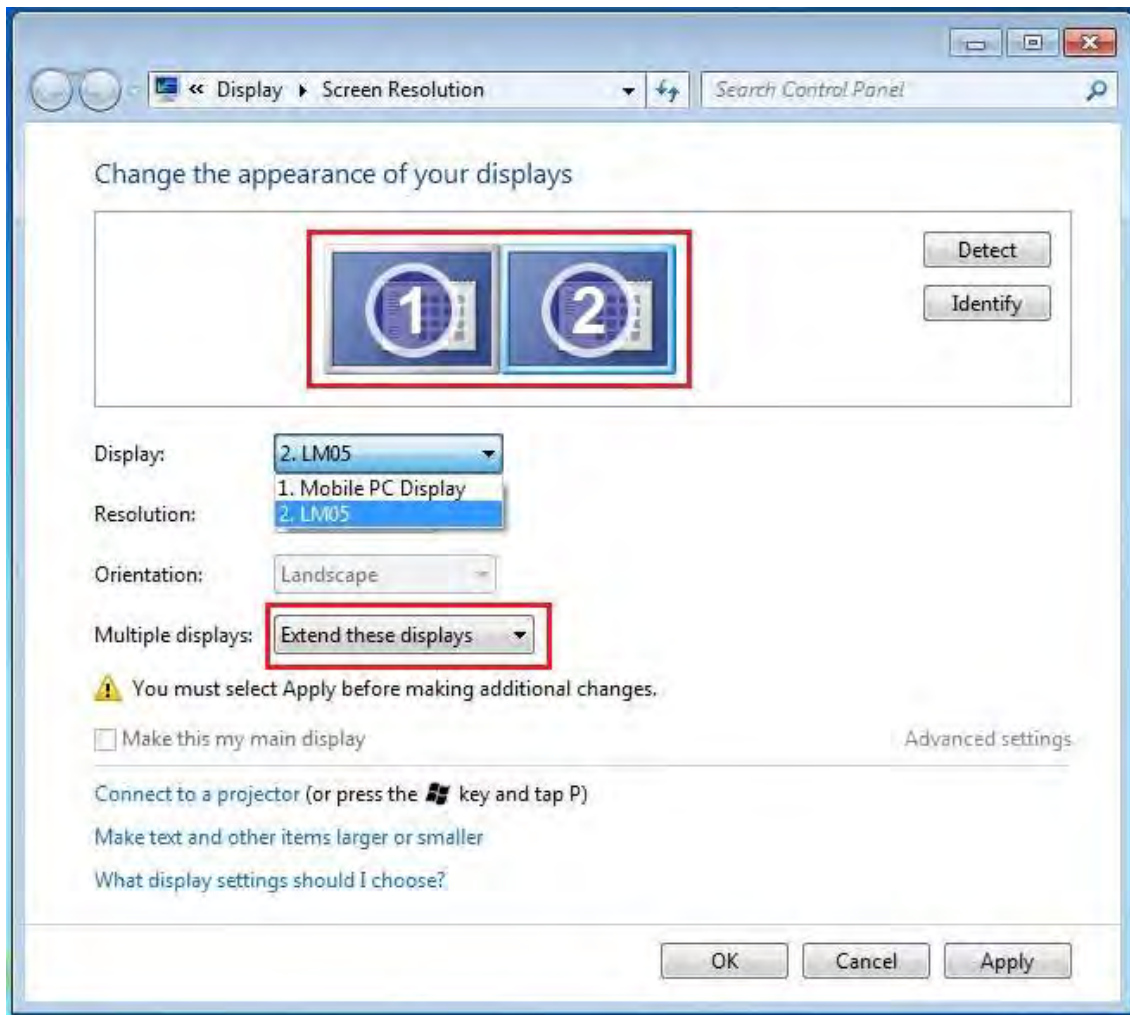 « Display ▸ Screen Resolution Search Control Panel
Change the appearance of your displays
1 2
Detect
Identify
Display: 2. LM05
1. Mobile PC Display
Resolution: 2. LM05
Orientation: Landscape
Multiple displays: Extend these displays
You must select Apply before making additional changes.
Make this my main display Advanced settings
Connect to a projector (or press the key and tap P)
Make text and other items larger or smaller
What display settings should I choose?
OK Cancel Apply